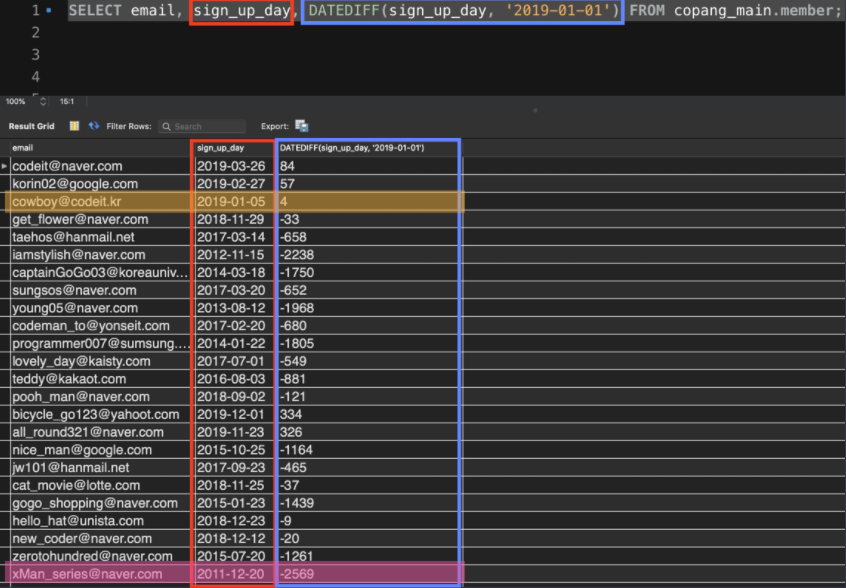 1 SELECT email, sign_up_day, DATEDIFF(sign_up_day, '2019-01-01') FROM copang_main.member;
2
3
4
100% 15:1
Result Grid Filter Rows: Search Export:
email sign_up_day DATEDIFF(sign_up_day, '2019-01-01')
codeit@naver.com 2019-03-26 84
korin02@google.com 2019-02-27 57
cowboy@codeit.kr 2019-01-05 4
get_flower@naver.com 2018-11-29 -33
taehos@hanmail.net 2017-03-14 -658
iamstylish@naver.com 2012-11-15 -2238
captainGoGo03@koreauniv... 2014-03-18 -1750
sungsos@naver.com 2017-03-20 -652
young05@naver.com 2013-08-12 -1968
codeman_to@yonseit.com 2017-02-20 -680
programmer007@sumsung.... 2014-01-22 -1805
lovely_day@kaisty.com 2017-07-01 -549
teddy@kakaot.com 2016-08-03 -881
pooh_man@naver.com 2018-09-02 -121
bicycle_go123@yahoot.com 2019-12-01 334
all_round321@naver.com 2019-11-23 326
nice_man@google.com 2015-10-25 -1164
jw101@hanmail.net 2017-09-23 -465
cat_movie@lotte.com 2018-11-25 -37
gogo_shopping@naver.com 2015-01-23 -1439
hello_hat@unista.com 2018-12-23 -9
new_coder@naver.com 2018-12-12 -20
zerotohundred@naver.com 2015-07-20 -1261
xMan_series@naver.com 2011-12-20 -2569